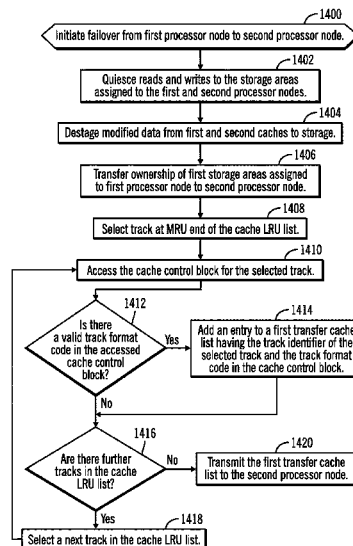 1400
Initiate failover from first processor node to second processor node.
1402
Quiesce reads and writes to the storage areas
assigned to the first and second processor nodes.
1404
Destage modified data from first and second caches to storage.
1406
Transfer ownership of first storage areas assigned
to first processor node to second processor node.
1408
Select track at MRU end of the cache LRU list.
1410
Access the cache control block for the selected track.
1412
Is there
a valid track format
code in the accessed
cache control
block?
Yes
No
1414
Add an entry to a first transfer cache
list having the track identifier of the
selected track and the track format
code in the cache control block.
1416
Are there further
tracks in the cache
LRU list?
No
Yes
1420
Transmit the first transfer cache
list to the second processor node.
1418
Select a next track in the cache LRU list.